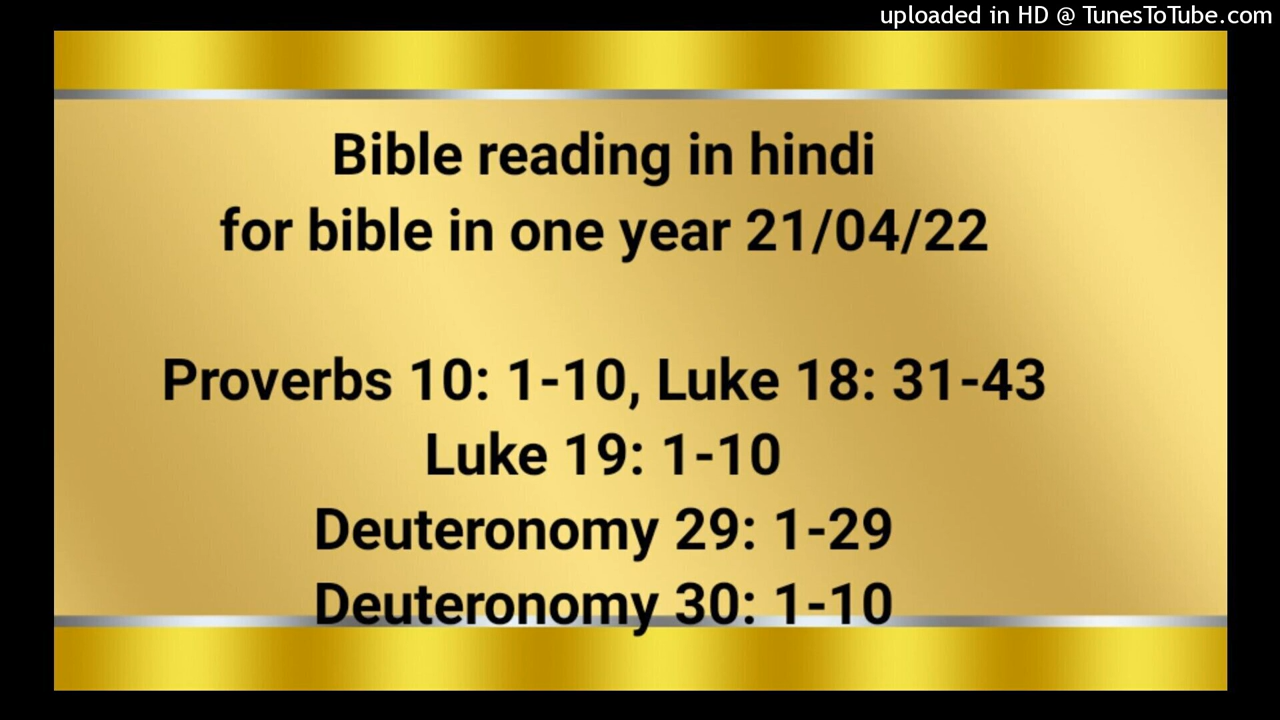 uploaded in HD @ TunesToTube.com
Bible reading in hindi
for bible in one year 21/04/22
Proverbs 10: 1-10, Luke 18: 31-43
Luke 19: 1-10
Deuteronomy 29: 1-29
Deuteronomy 30: 1-10